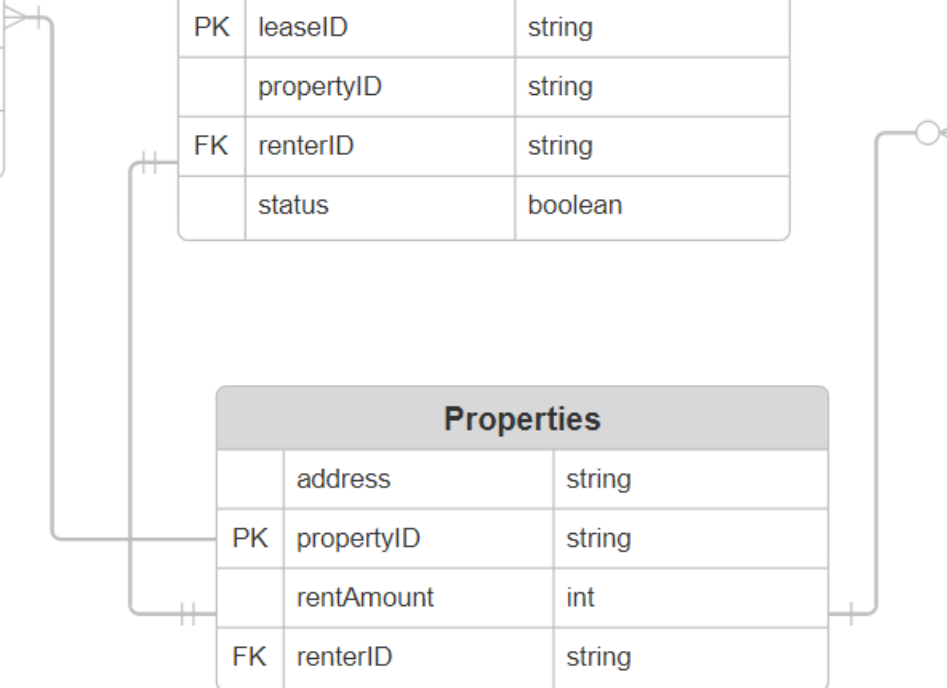 PK leaseID string
propertyID string
FK renterID string
status boolean
Properties
address string
PK propertyID string
rentAmount int
FK renterID string